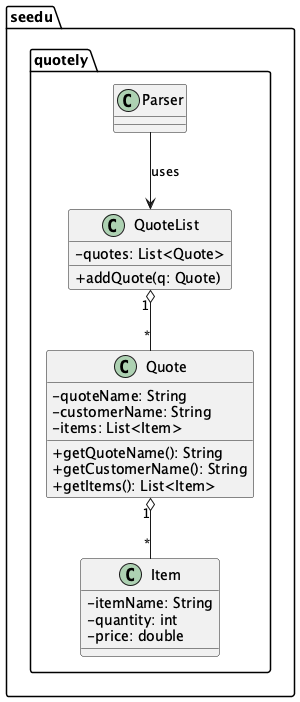 seedu
quotely
C Parser
uses
C QuoteList
-quotes: List<Quote>
+addQuote(q: Quote)
1
*
C Quote
-quoteName: String
-customerName: String
-items: List<Item>
+getQuoteName(): String
+getCustomerName(): String
+getItems(): List<Item>
1
*
C Item
-itemName: String
-quantity: int
-price: double